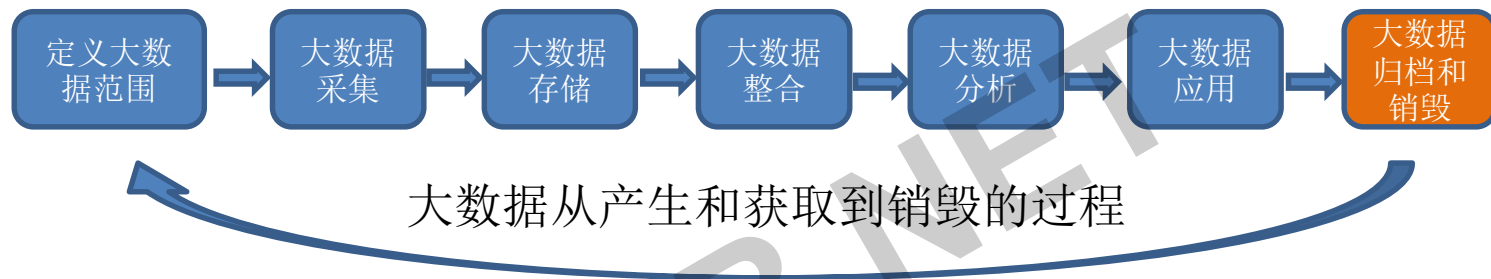 定义大数
据范围
大数据
采集
大数据
存储
大数据
整合
大数据
分析
大数据
应用
大数据
归档和
销毁
大数据从产生和获取到销毁的过程
R NET